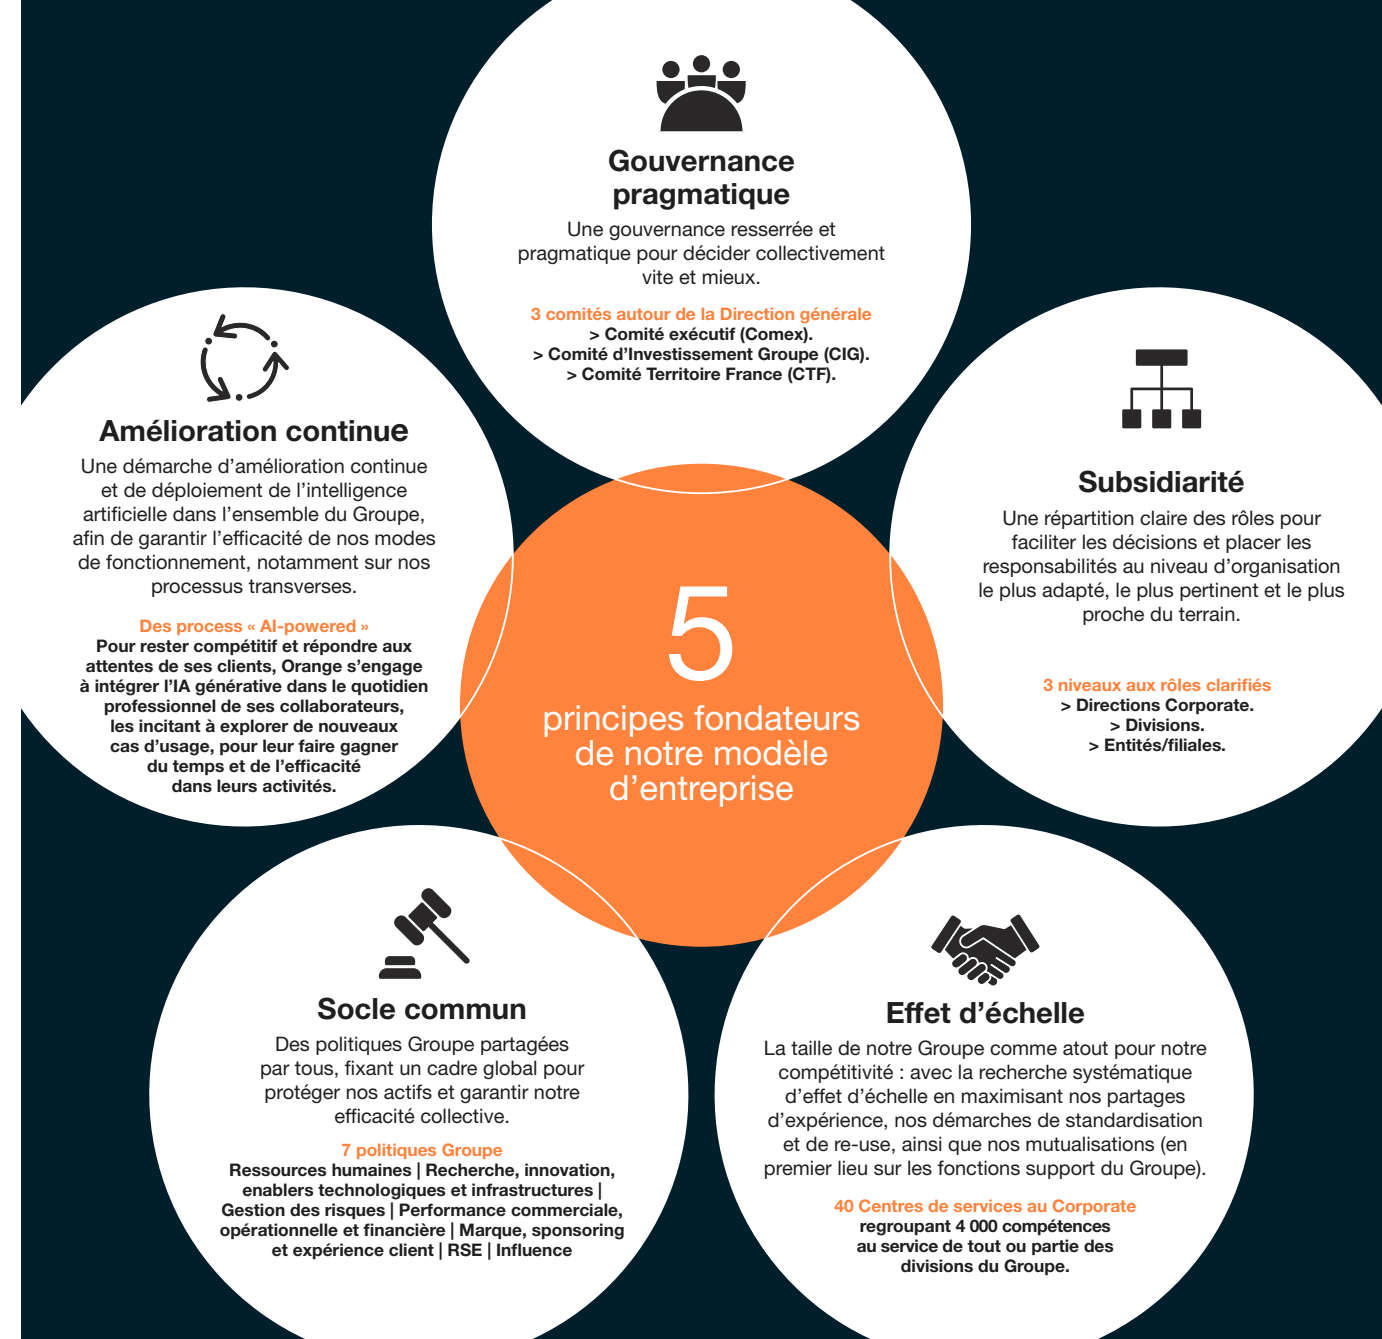 Gouvernance
pragmatique
Une gouvernance resserrée et
pragmatique pour décider collectivement
vite et mieux.
3 comités autour de la Direction générale
> Comité exécutif (Comex).
> Comité d’Investissement Groupe (CIG).
> Comité Territoire France (CTF).
Amélioration continue
Une démarche d’amélioration continue
et de déploiement de l’intelligence
artificielle dans l’ensemble du Groupe,
afin de garantir l’efficacité de nos modes
de fonctionnement, notamment sur nos
processus transverses.
Des process « AI-powered »
Pour rester compétitif et répondre aux
attentes de ses clients, Orange s’engage
à intégrer l’IA générative dans le quotidien
professionnel de ses collaborateurs,
les incitant à explorer de nouveaux
cas d’usage, pour leur faire gagner
du temps et de l’efficacité
dans leurs activités.
Subsidiarité
Une répartition claire des rôles pour
faciliter les décisions et placer les
responsabilités au niveau d’organisation
le plus adapté, le plus pertinent et le plus
proche du terrain.
3 niveaux aux rôles clarifiés
> Directions Corporate.
> Divisions.
> Entités/filiales.
5
principes fondateurs
de notre modèle
d’entreprise
Socle commun
Des politiques Groupe partagées
par tous, fixant un cadre global pour
protéger nos actifs et garantir notre
efficacité collective.
7 politiques Groupe
Ressources humaines | Recherche, innovation,
enablers technologiques et infrastructures |
Gestion des risques | Performance commerciale,
opérationnelle et financière | Marque, sponsoring
et expérience client | RSE | Influence
Effet d’échelle
La taille de notre Groupe comme atout pour notre
compétitivité : avec la recherche systématique
d’effet d’échelle en maximisant nos partages
d’expérience, nos démarches de standardisation
et de re-use, ainsi que nos mutualisations (en
premier lieu sur les fonctions support du Groupe).
40 Centres de services au Corporate
regroupant 4 000 compétences
au service de tout ou partie des
divisions du Groupe.